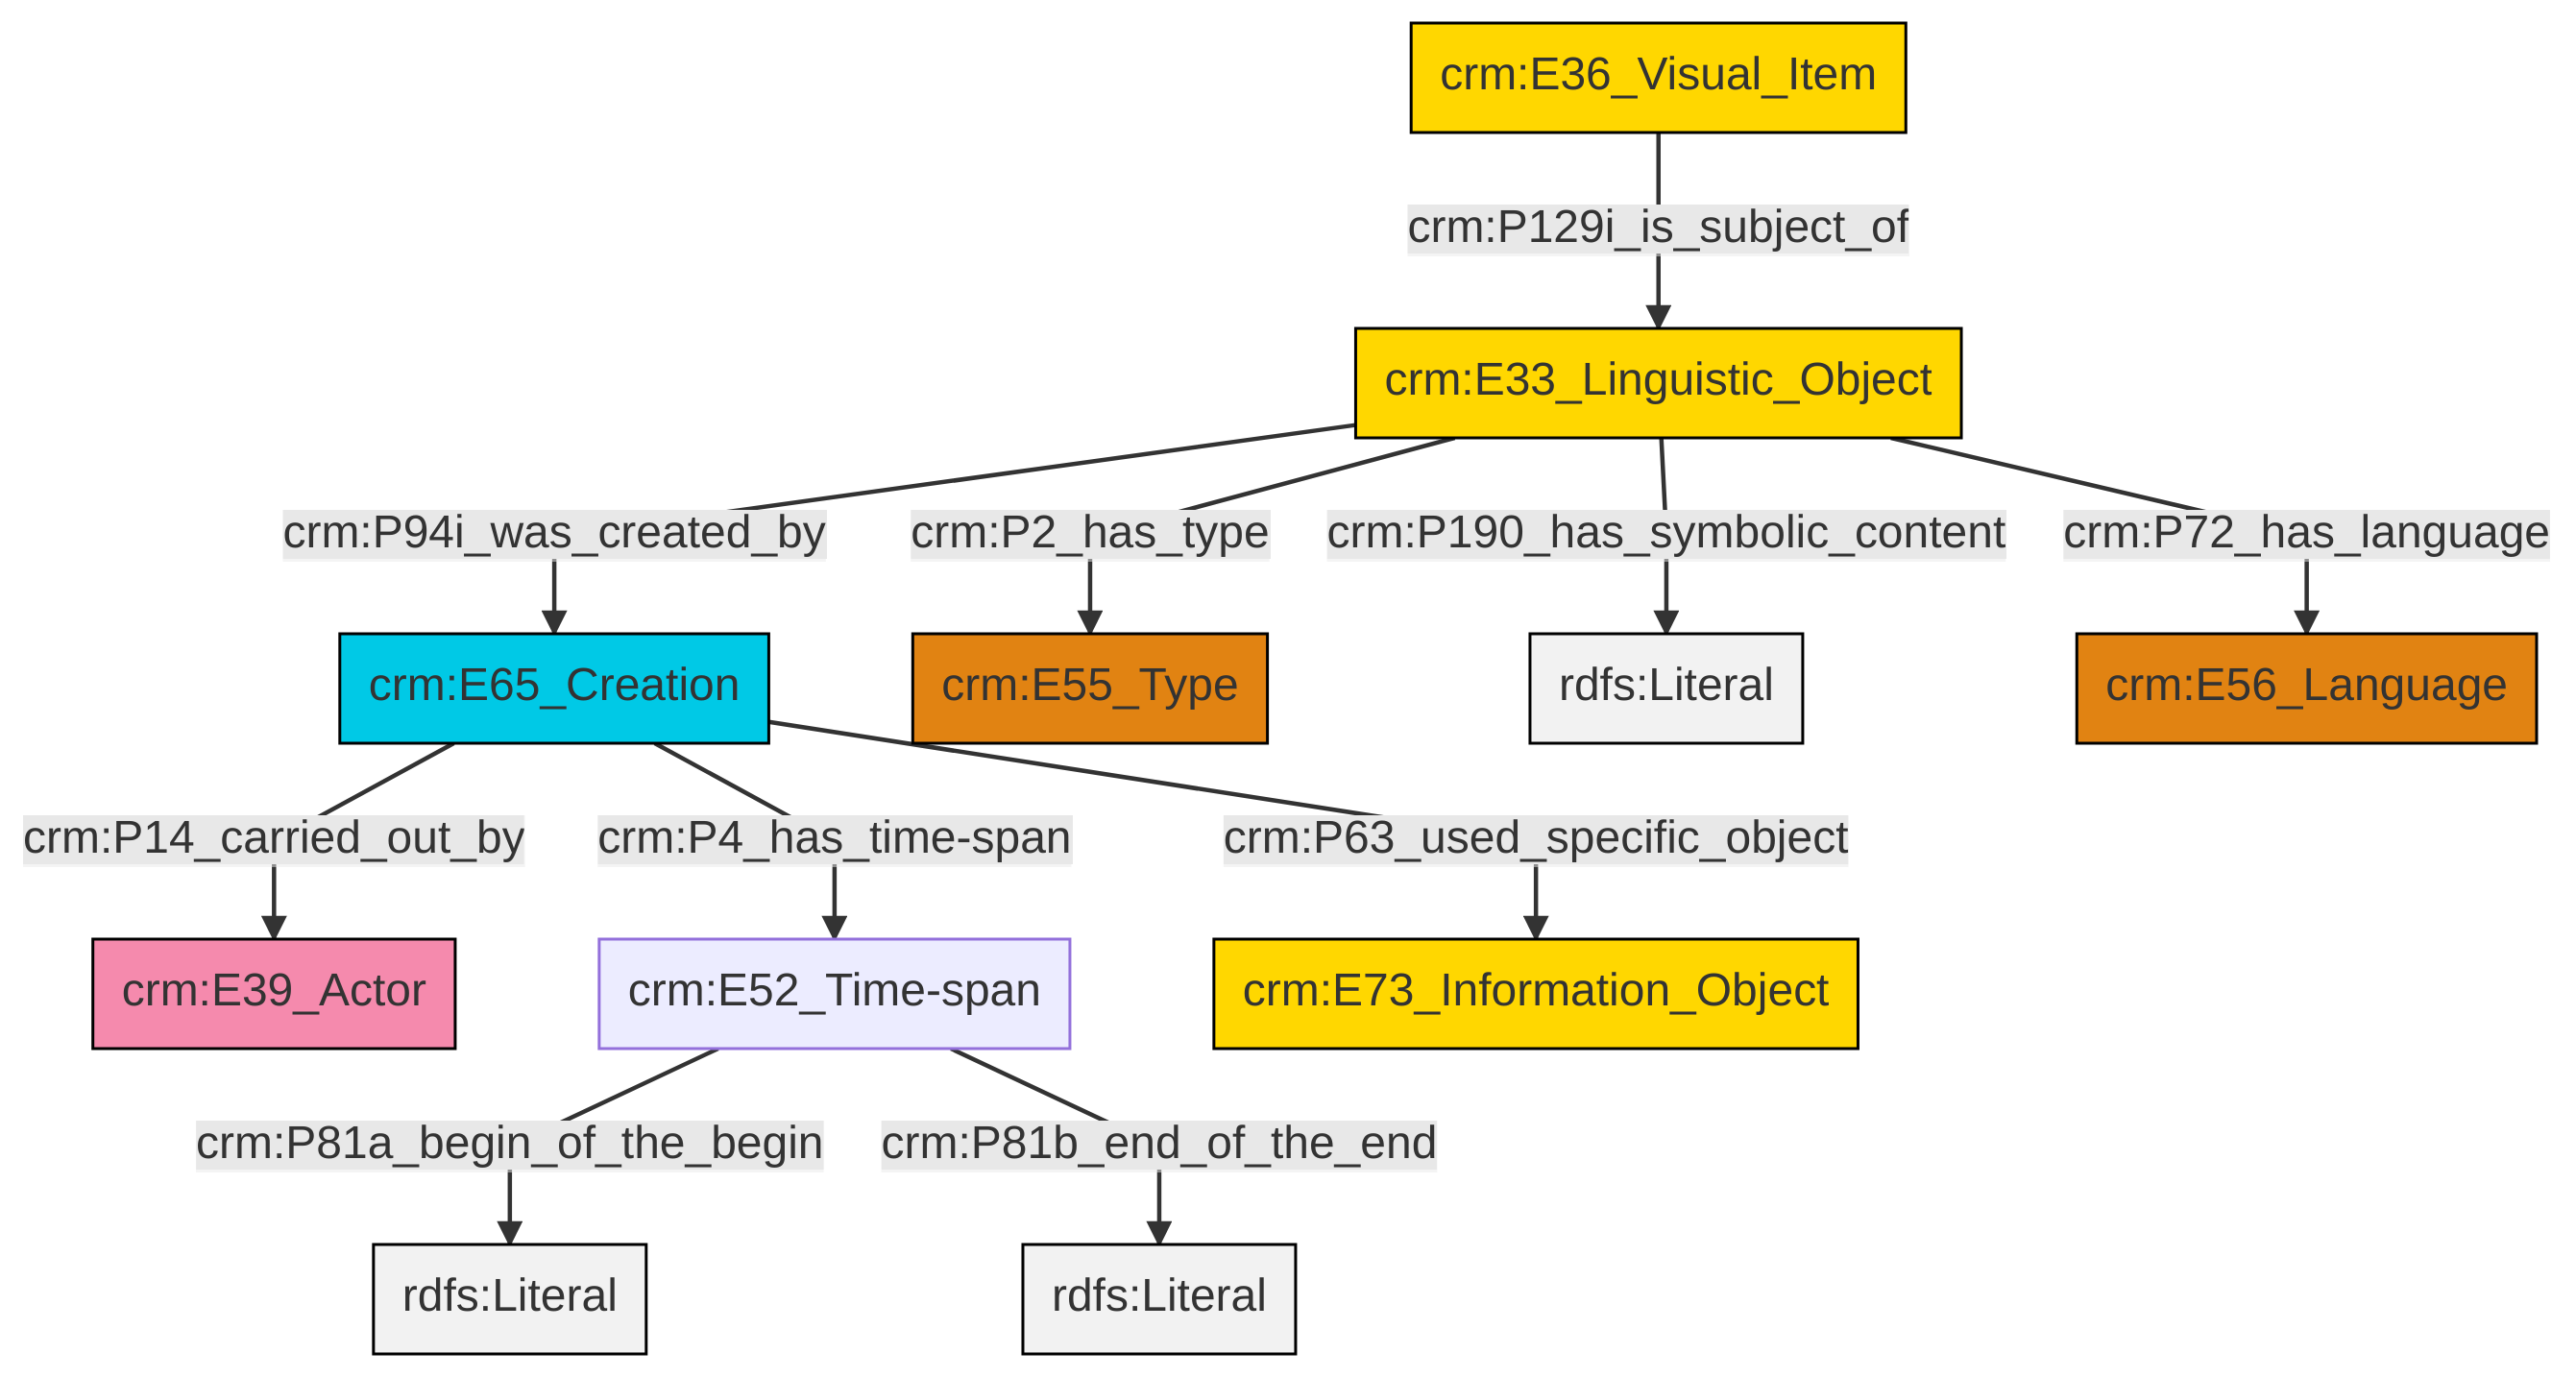 crm:E36_Visual_Item
crm:P129i_is_subject_of
crm:E33_Linguistic_Object
crm:P94i_was_created_by
crm:P2_has_type
crm:P190_has_symbolic_content
crm:P72_has_language
crm:E65_Creation
crm:E55_Type
rdfs:Literal
crm:E56_Language
crm:P14_carried_out_by
crm:P4_has_time-span
crm:P63_used_specific_object
crm:E39_Actor
crm:E52_Time-span
crm:E73_Information_Object
crm:P81a_begin_of_the_begin
crm:P81b_end_of_the_end
rdfs:Literal
rdfs:Literal